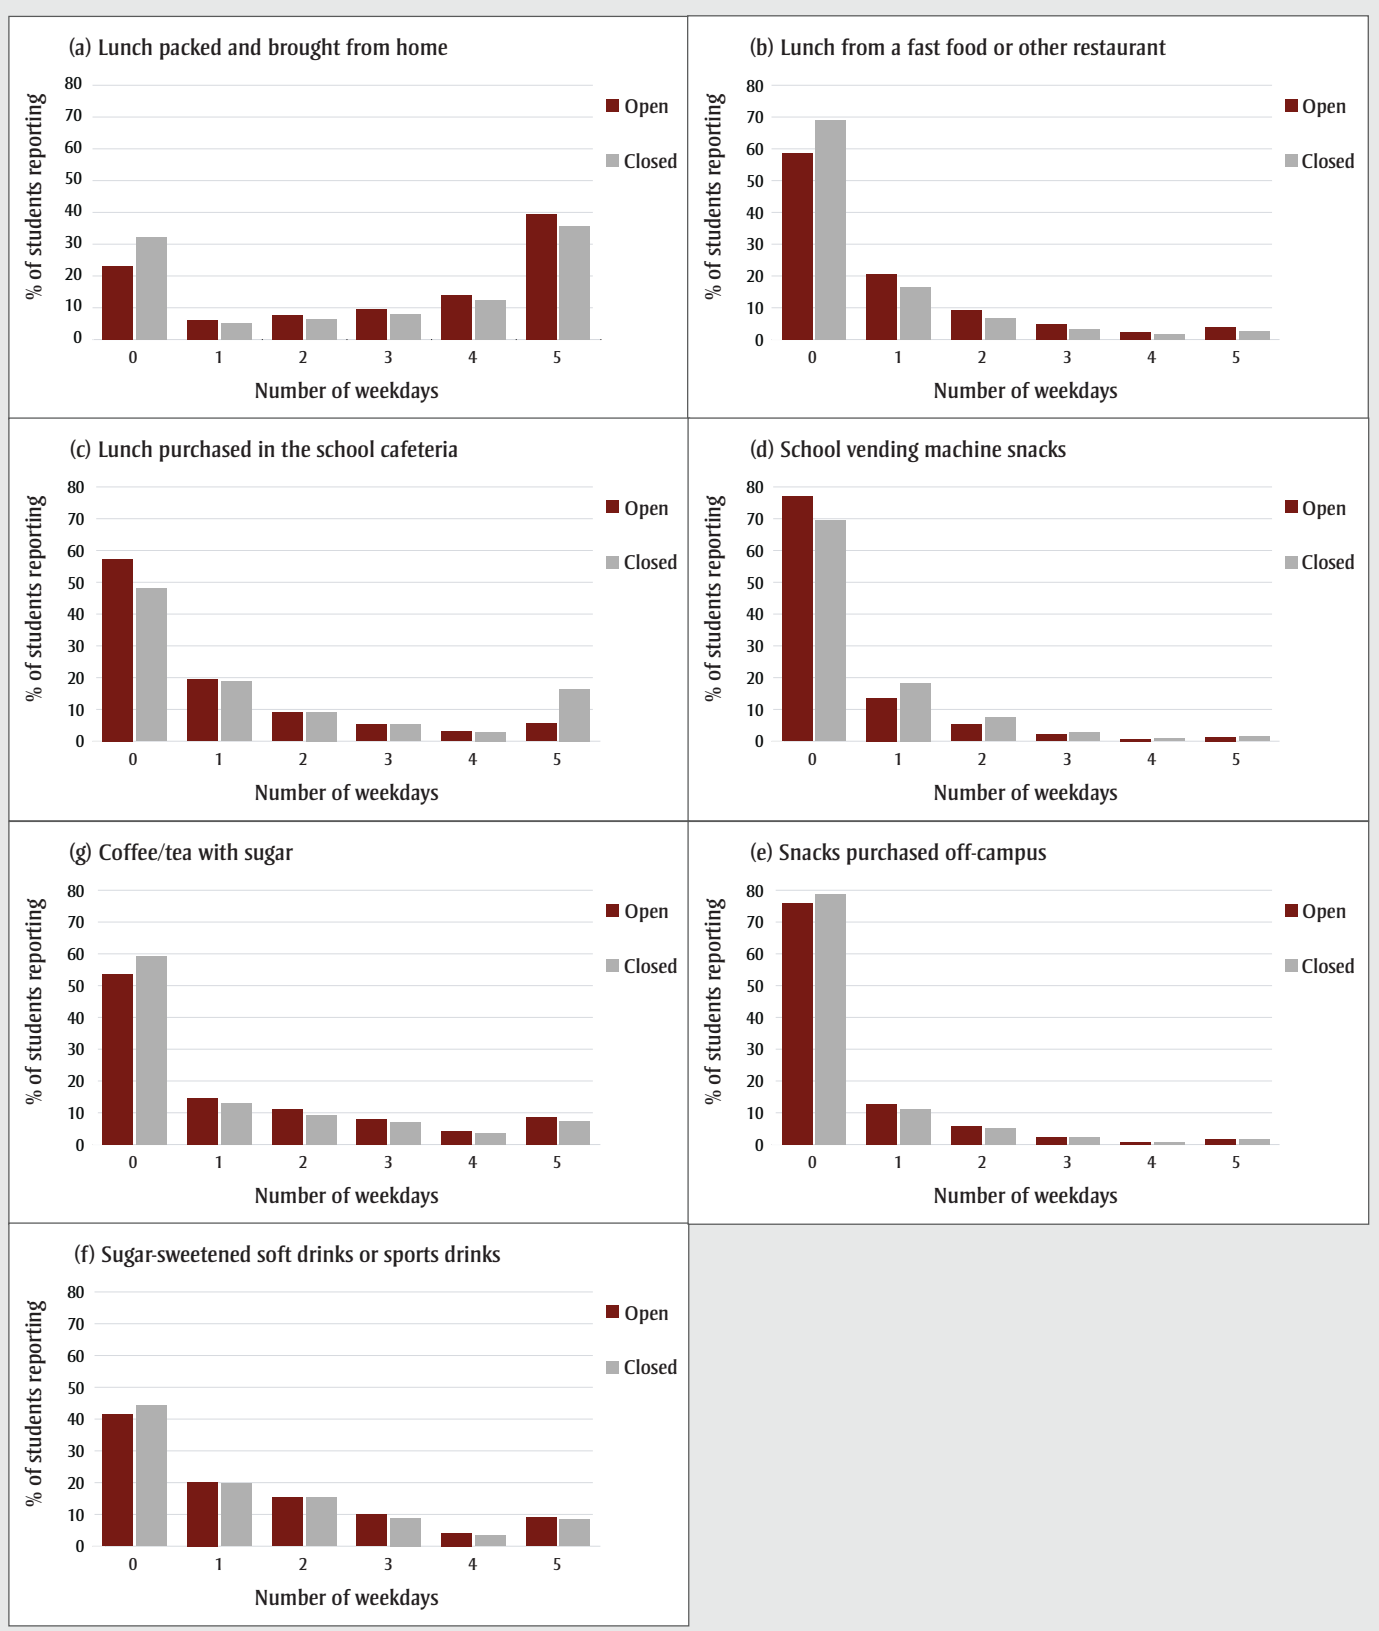 (a) Lunch packed and brought from home
% of students reporting
80
70
60
50
40
30
20
10
0
0 1 2 3 4 5
Number of weekdays
Open
Closed
(b) Lunch from a fast food or other restaurant
% of students reporting
80
70
60
50
40
30
20
10
0
0 1 2 3 4 5
Number of weekdays
Open
Closed
(c) Lunch purchased in the school cafeteria
% of students reporting
80
70
60
50
40
30
20
10
0
0 1 2 3 4 5
Number of weekdays
Open
Closed
(d) School vending machine snacks
% of students reporting
80
70
60
50
40
30
20
10
0
0 1 2 3 4 5
Number of weekdays
Open
Closed
(g) Coffee/tea with sugar
% of students reporting
80
70
60
50
40
30
20
10
0
0 1 2 3 4 5
Number of weekdays
Open
Closed
(e) Snacks purchased off-campus
% of students reporting
80
70
60
50
40
30
20
10
0
0 1 2 3 4 5
Number of weekdays
Open
Closed
(f) Sugar-sweetened soft drinks or sports drinks
% of students reporting
80
70
60
50
40
30
20
10
0
0 1 2 3 4 5
Number of weekdays
Open
Closed